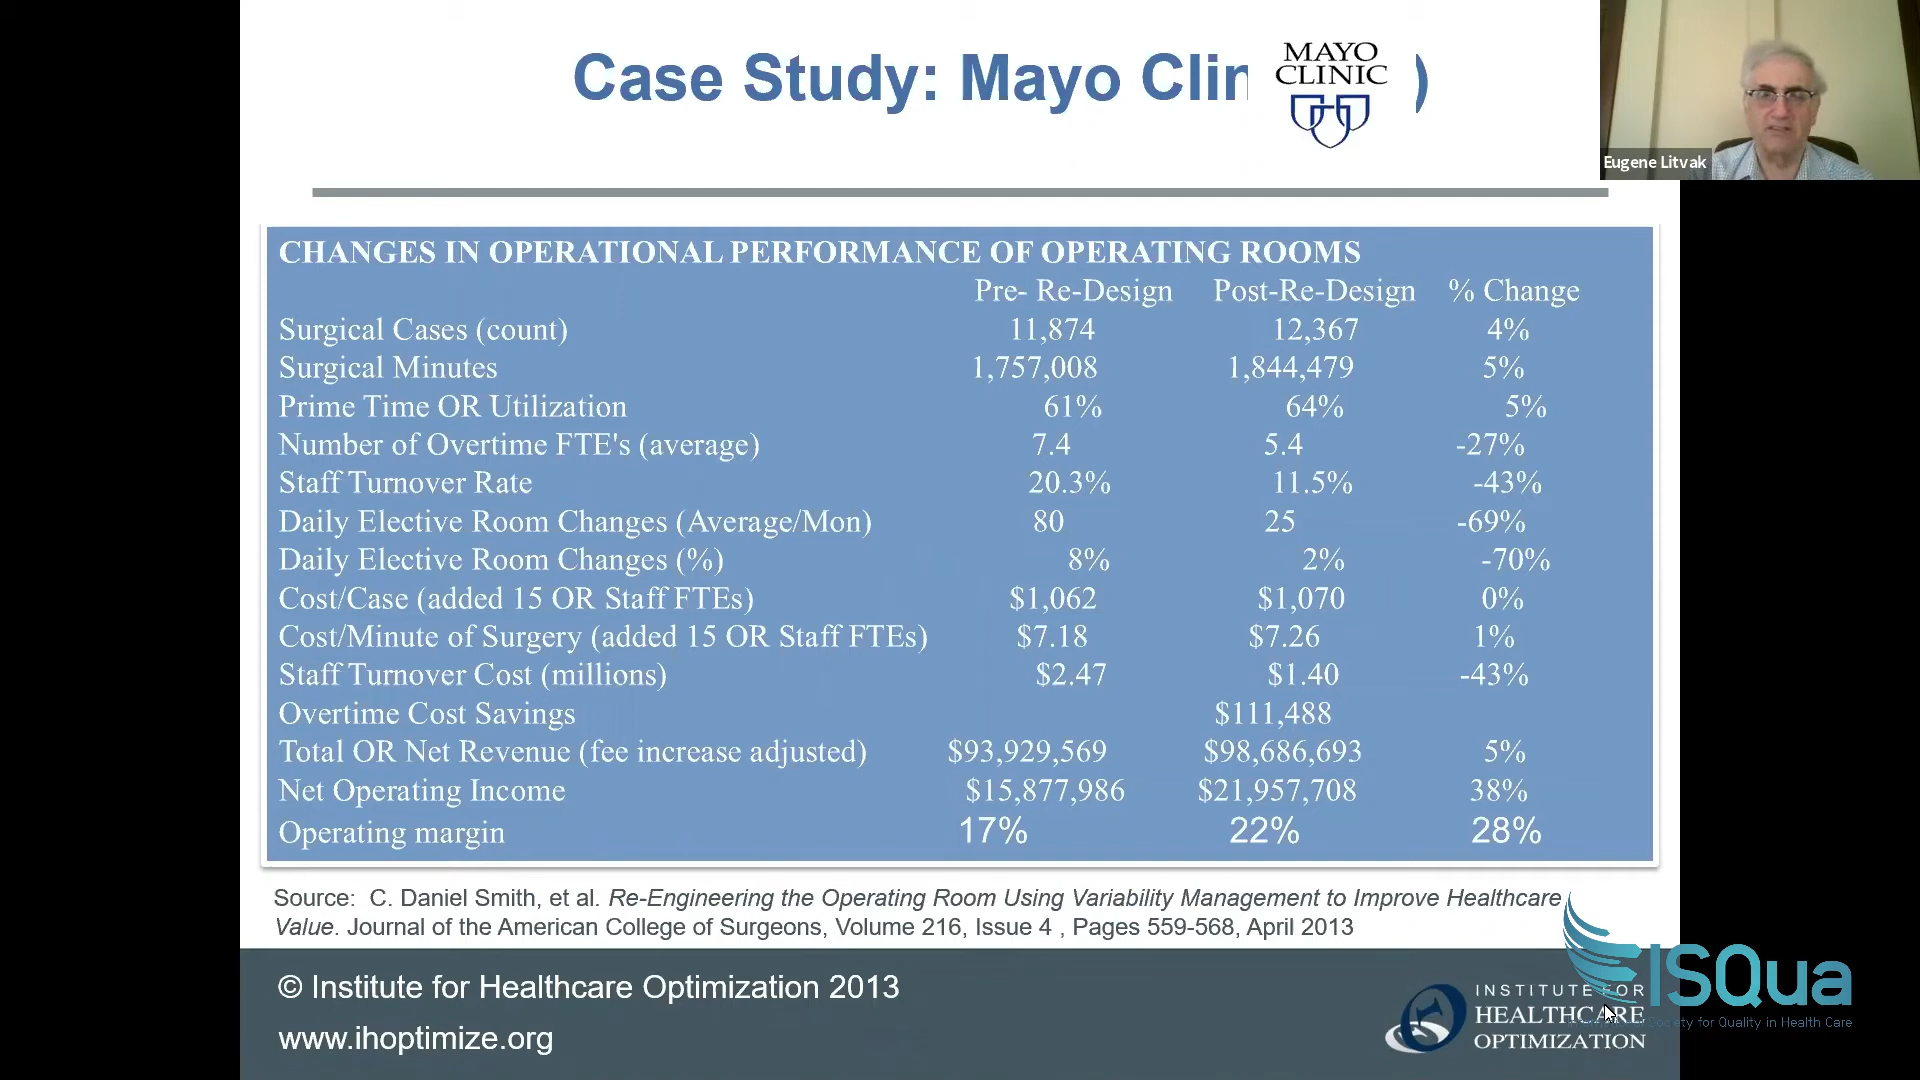 Case Study: Mayo Clin )
MAYO
CLINIC
Eugene Litvak
CHANGES IN OPERATIONAL PERFORMANCE OF OPERATING ROOMS
Pre- Re-Design Post-Re-Design % Change
Surgical Cases (count) 11,874 12,367 4%
Surgical Minutes 1,757,008 1,844,479 5%
Prime Time OR Utilization 61% 64% 5%
Number of Overtime FTE's (average) 7.4 5.4 -27%
Staff Turnover Rate 20.3% 11.5% -43%
Daily Elective Room Changes (Average/Mon) 80 25 -69%
Daily Elective Room Changes (%) 8% 2% -70%
Cost/Case (added 15 OR Staff FTEs) $1,062 $1,070 0%
Cost/Minute of Surgery (added 15 OR Staff FTEs) $7.18 $7.26 1%
Staff Turnover Cost (millions) $2.47 $1.40 -43%
Overtime Cost Savings $111,488
Total OR Net Revenue (fee increase adjusted) $93,929,569 $98,686,693 5%
Net Operating Income $15,877,986 $21,957,708 38%
Operating margin 17% 22% 28%
Source: C. Daniel Smith, et al. Re-Engineering the Operating Room Using Variability Management to Improve Healthcare
Value. Journal of the American College of Surgeons, Volume 216, Issue 4 , Pages 559-568, April 2013
© Institute for Healthcare Optimization 2013
www.ihoptimize.org
INSTITUTE FOR
HEALTHCARE
OPTIMIZATION
ISQua
Society for Quality in Health Care